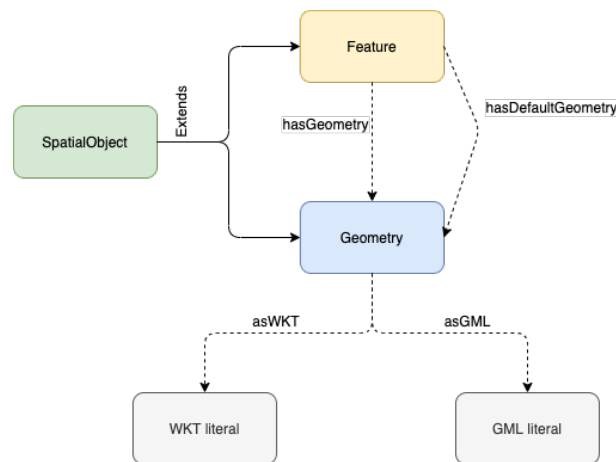 Feature
Extends
hasDefaultGeometry
hasGeometry
SpatialObject
Geometry
asWKT
asGML
WKT literal
GML literal